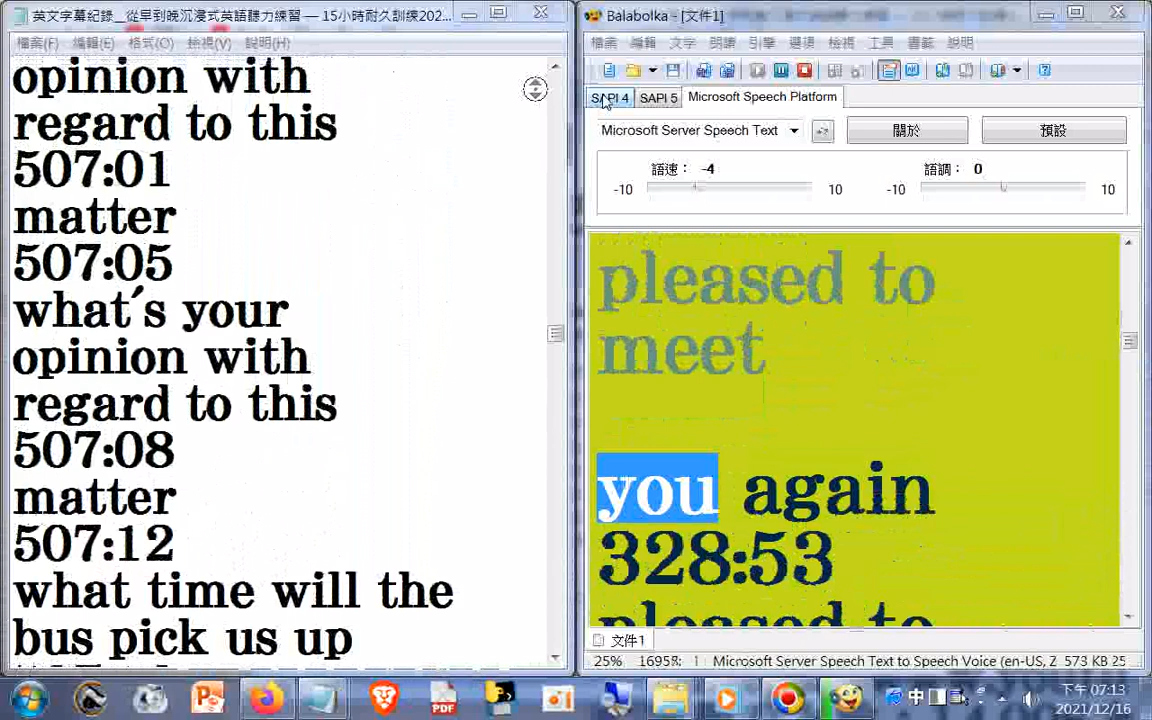 英文字幕紀錄__從早到晚沉浸式英語聽力練習 — 15小時耐久訓練202...
檔案(F) 編輯(E) 格式(O) 檢視(V) 說明(H)
opinion with
regard to this
507:01
matter
507:05
what's your
opinion with
regard to this
507:08
matter
507:12
what time will the
bus pick us up
Balabolka - [文件1]
檔案 編輯 文字 朗讀 引擎 選項 檢視 工具 書籤 說明
SAPI 4 SAPI 5 Microsoft Speech Platform
Microsoft Server Speech Text 關於 預設
語速： -4 語調： 0
-10 10 -10 10
pleased to
meet
you again
328:53
pleased to
文件1
25% 1 Microsoft Server Speech Text to Speech Voice (en-US, Z 573 KB 25
中 下午 07:13
2021/12/16